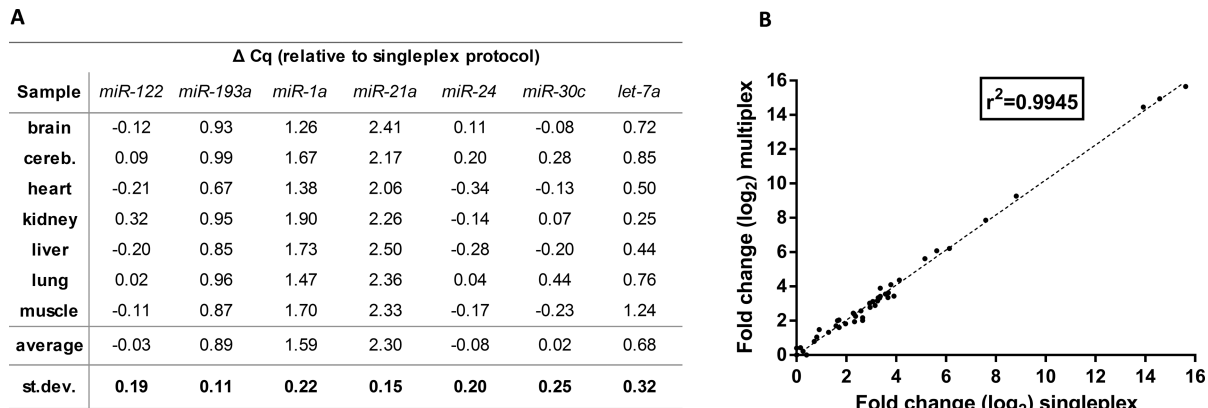 A
Δ Cq (relative to singleplex protocol)
Sample miR-122 miR-193a miR-1a miR-21a miR-24 miR-30c let-7a
brain -0.12 0.93 1.26 2.41 0.11 -0.08 0.72
cereb. 0.09 0.99 1.67 2.17 0.20 0.28 0.85
heart -0.21 0.67 1.38 2.06 -0.34 -0.13 0.50
kidney 0.32 0.95 1.90 2.26 -0.14 0.07 0.25
liver -0.20 0.85 1.73 2.50 -0.28 -0.20 0.44
lung 0.02 0.96 1.47 2.36 0.04 0.44 0.76
muscle -0.11 0.87 1.70 2.33 -0.17 -0.23 1.24
average -0.03 0.89 1.59 2.30 -0.08 0.02 0.68
st.dev. 0.19 0.11 0.22 0.15 0.20 0.25 0.32
B
Fold change (log2) multiplex
16
14
12
10
8
6
4
2
0
r2=0.9945
0 2 4 6 8 10 12 14 16
Fold change (log2) singleplex